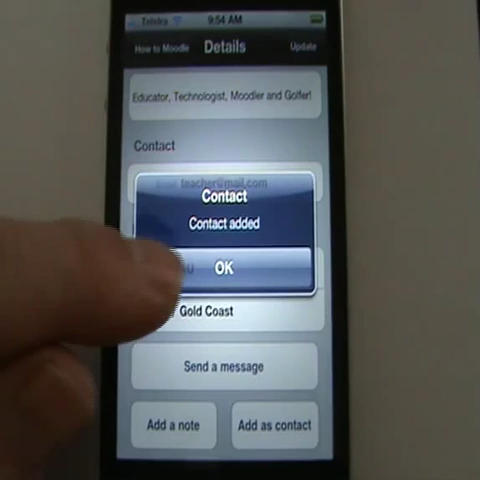 Telstra 9:54 AM
How to Moodle Details Update
Educator, Technologist, Moodler and Golfer!
Contact
teacher@mail.com
Contact
Contact added
OK
Gold Coast
Send a message
Add a note Add as contact